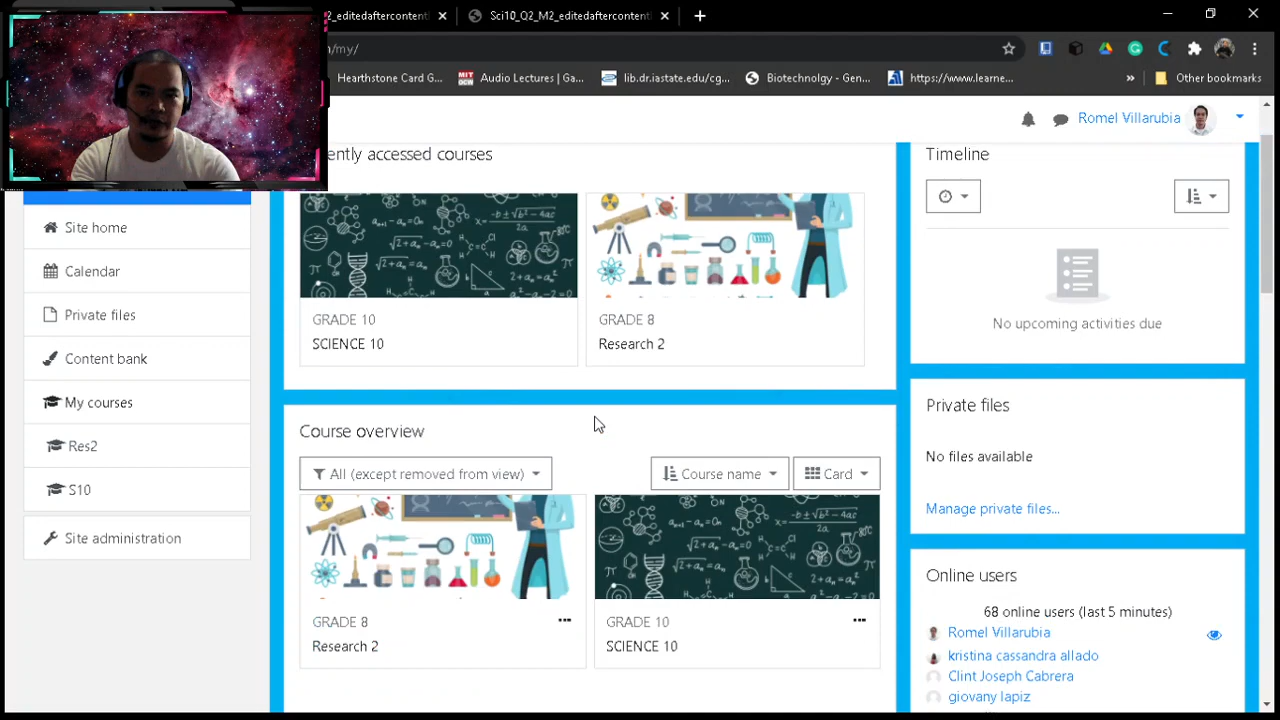 2_editedaftercontenti
10_O2_M2_editedaftercontenti
/my/
Hearthstone Card G...
MIT OCW
Audio Lectures | Ga...
lib.dr.iastate.edu/cg...
Biotechnolgy - Gen...
https://www.learne...
»
Other bookmarks
Romel Villarubia
ently accessed courses
Timeline
Site home
Calendar
Private files
Content bank
My courses
Res2
S10
Site administration
GRADE 10
SCIENCE 10
GRADE 8
Research 2
No upcoming activities due
Course overview
All (except removed from view)
Course name
Card
GRADE 8
Research 2
GRADE 10
SCIENCE 10
Private files
No files available
Manage private files...
Online users
68 online users (last 5 minutes)
Romel Villarubia
kristina cassandra allado
Clint Joseph Cabrera
giovany lapiz